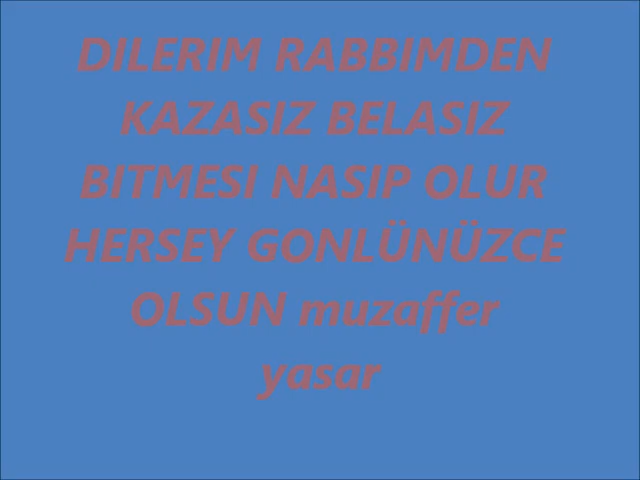 DILERIM RABBIMDEN
KAZASIZ BELASIZ
BITMESI NASIP OLUR
HERSEY GONLÜNÜZCE
OLSUN muzaffer
yasar